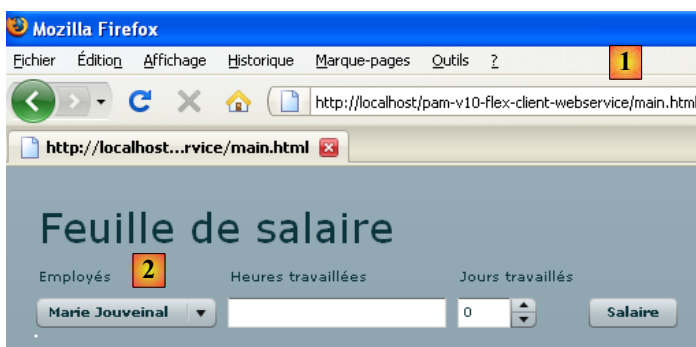 Mozilla Firefox
Fichier Édition Affichage Historique Marque-pages Outils ? 1
http://localhost/pam-v10-flex-client-webservice/main.html
http://localhost...rvice/main.html
Feuille de salaire
Employés 2 Heures travaillées Jours travaillés
Marie Jouveinal 0 Salaire